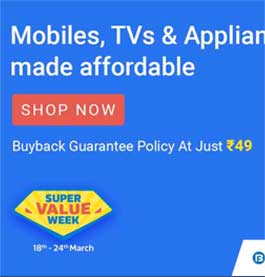 Mobiles, TVs & Applian
made affordable
SHOP NOW
Buyback Guarantee Policy At Just ₹49
SUPER
VALUE
WEEK
18th - 24th March